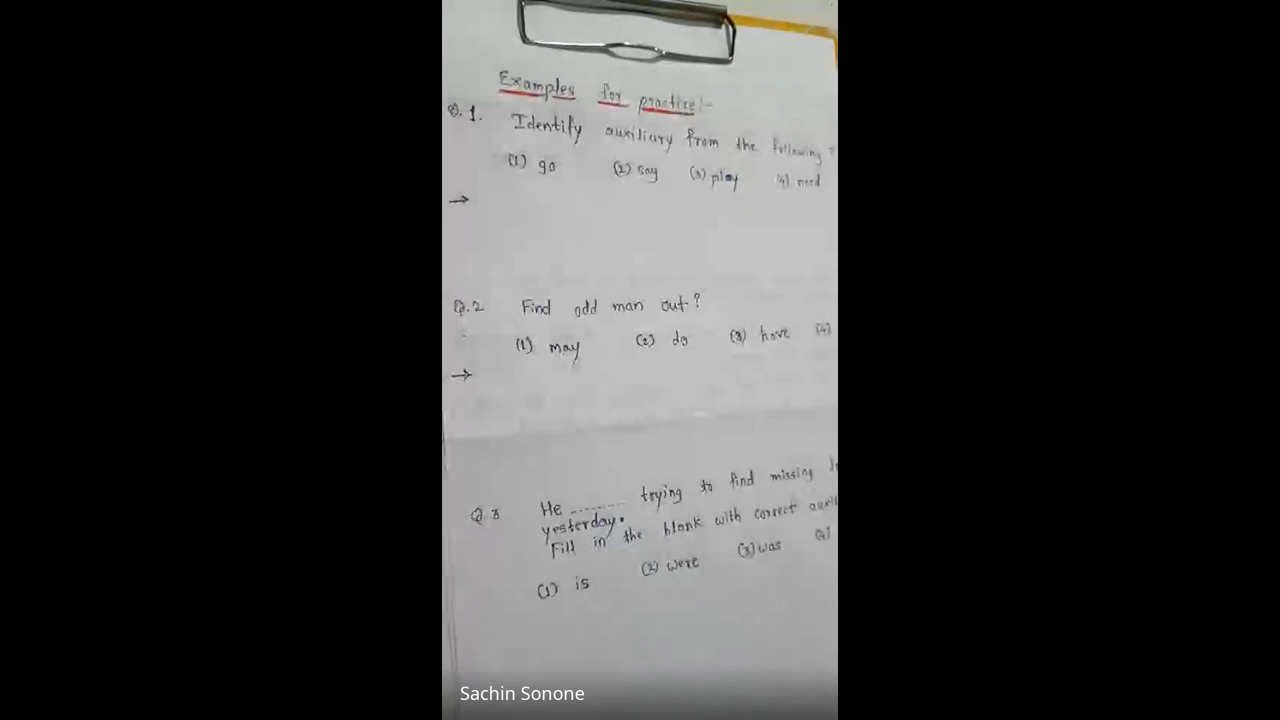 Examples for practice:-
Q.1. Identify auxiliary from the following?
(1) go (2) say (3) play (4) need
→
Q.2 Find odd man out?
(1) may (2) do (3) have (4)
→
Q 3 He ........ trying to find missing
yesterday.
Fill in the blank with correct
(1) is (2) were (3) was (4)
Sachin Sonone